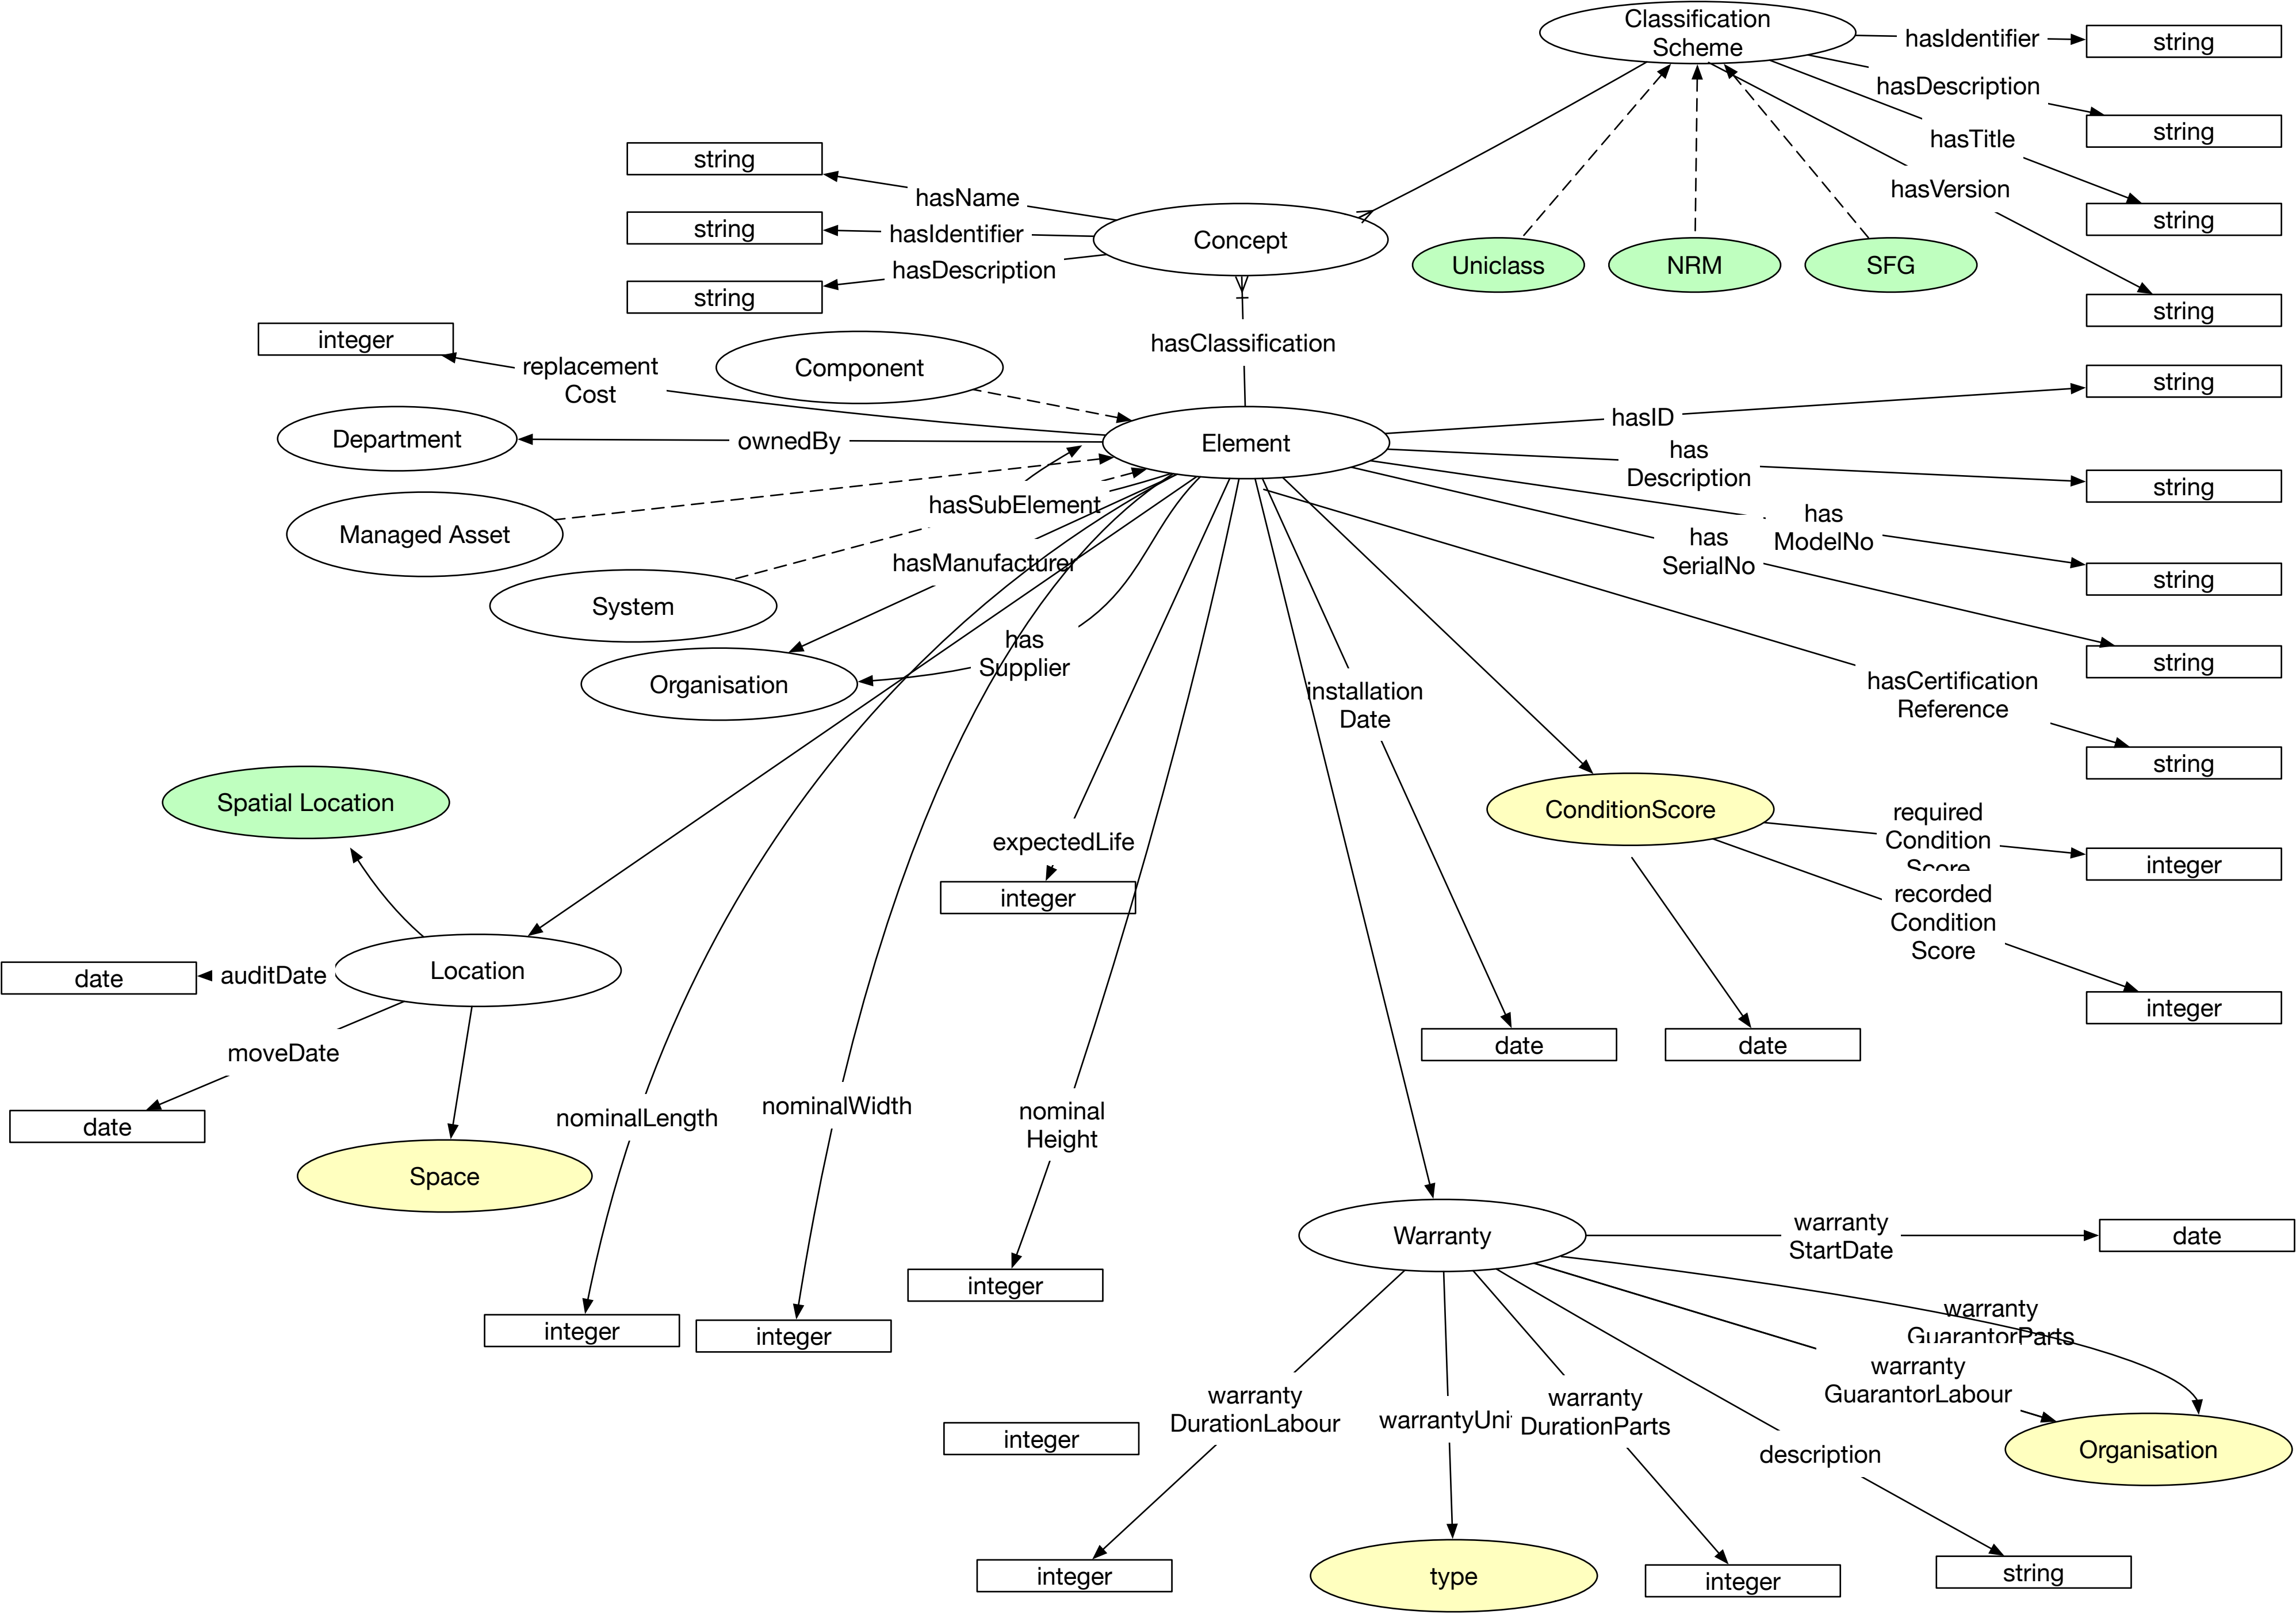 Classification
Scheme
hasIdentifier
string
hasDescription
string
hasTitle
string
hasVersion
string
string
hasName
string
hasIdentifier
string
hasDescription
Concept
Uniclass
NRM
SFG
integer
replacement
Cost
Component
hasClassification
Department
ownedBy
Element
hasID
string
has
Description
string
Managed Asset
hasSubElement
has
ModelNo
string
has
SerialNo
string
hasManufacturer
System
has
Supplier
Organisation
installation
Date
hasCertification
Reference
string
Spatial Location
expectedLife
integer
ConditionScore
required
Condition
Score
integer
recorded
Condition
Score
integer
date
auditDate
Location
date
date
moveDate
date
Space
nominalLength
nominalWidth
nominal
Height
integer
integer
integer
Warranty
warranty
StartDate
date
warranty
GuarantorParts
warranty
GuarantorLabour
Organisation
integer
warranty
DurationLabour
warrantyUni
warranty
DurationParts
description
integer
type
integer
string